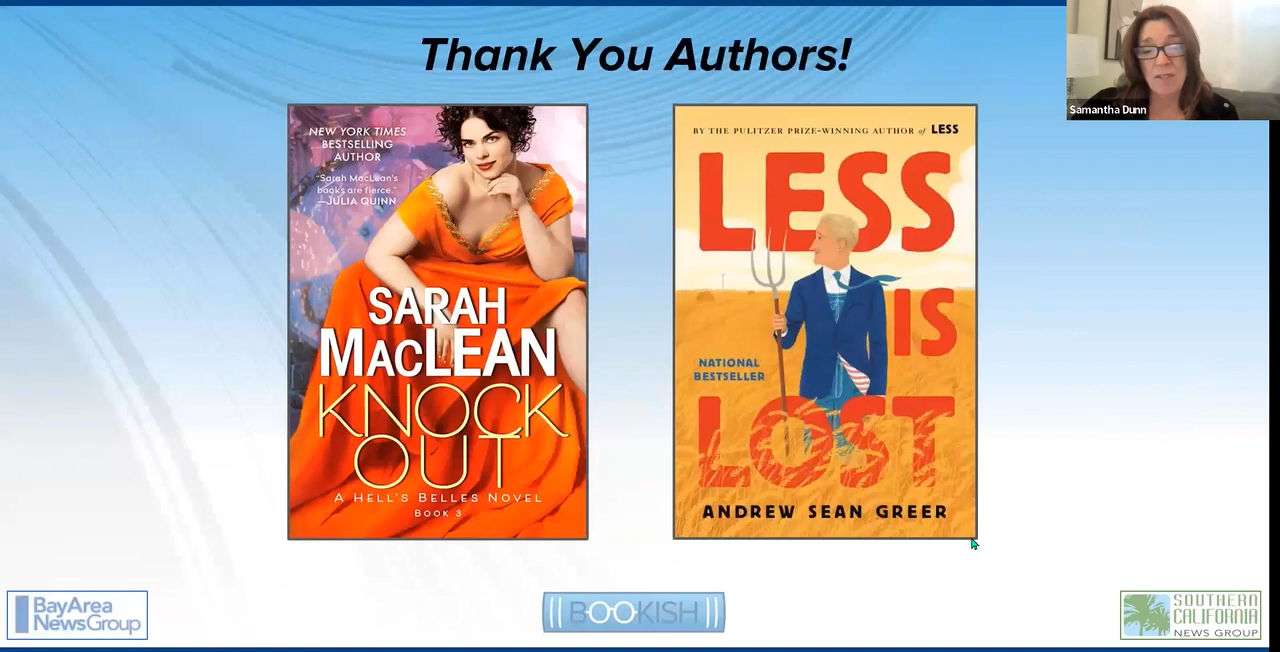 Thank You Authors!
Samantha Dunn
NEW YORK TIMES
BESTSELLING
AUTHOR
"Sarah MacLean's
books are fierce."
—JULIA QUINN
SARAH
MACLEAN
KNOCK
OUT
A HELL'S BELLES NOVEL
BOOK 3
BY THE PULITZER PRIZE–WINNING AUTHOR of LESS
LESS
IS
NATIONAL
BESTSELLER
LOST
ANDREW SEAN GREER
BayArea
NewsGroup
BOOKISH
SOUTHERN
CALIFORNIA
NEWS GROUP